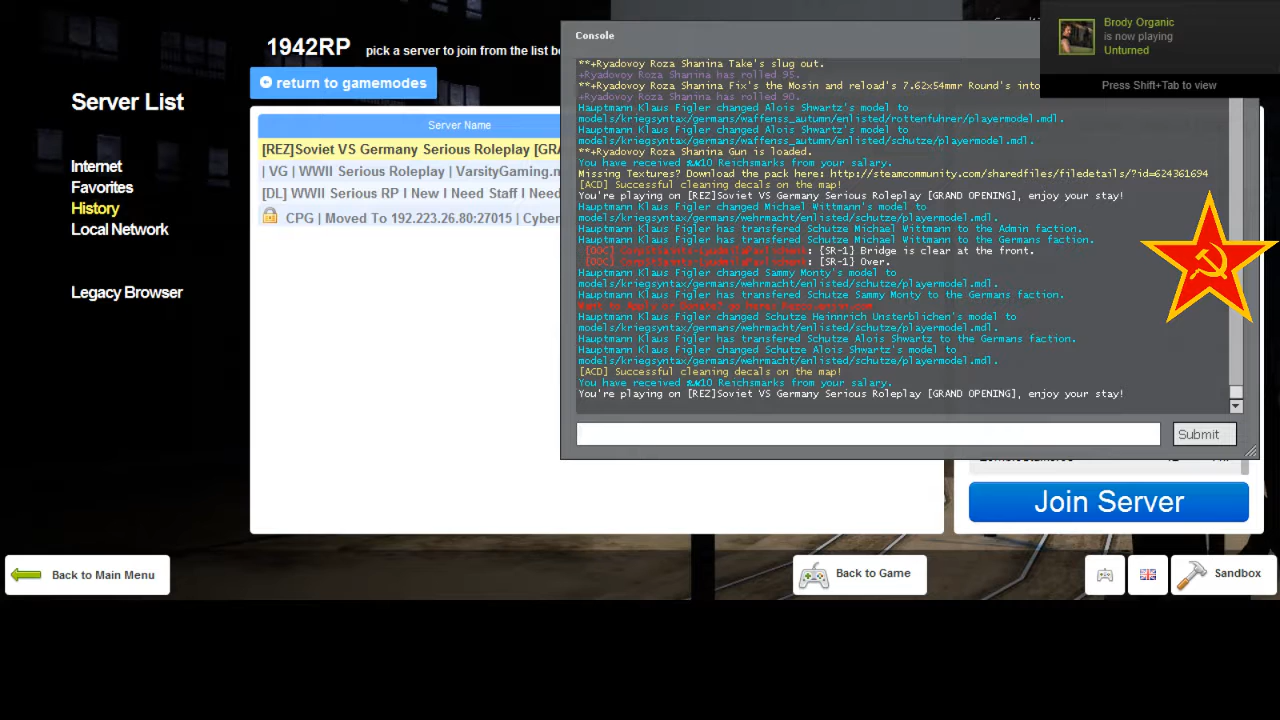 1942RP pick a server to join from the list be
return to gamemodes
Server List
Internet
Favorites
History
Local Network
Legacy Browser
Server Name
[REZ]Soviet VS Germany Serious Roleplay [GRA
| VG | WWII Serious Roleplay | VarsityGaming.n
[DL] WWII Serious RP I New I Need Staff I Need
CPG | Moved To 192.223.26.80:27015 | Cyber
Console
**+Ryadovoy Roza Shanina Take's slug out.
+Ryadovoy Roza Shanina has rolled 95.
**+Ryadovoy Roza Shanina Fix's the Mosin and reload's 7.62x54mmr Round's into
+Ryadovoy Roza Shanina has rolled 90.
Hauptmann Klaus Figler changed Alois Shwartz's model to
models/kriegsyntax/germans/waffenss_autumn/enlisted/rottenfuhrer/playermodel.mdl.
Hauptmann Klaus Figler changed Alois Shwartz's model to
models/kriegsyntax/germans/waffenss_autumn/enlisted/schutze/playermodel.mdl.
**+Ryadovoy Roza Shanina Gun is loaded.
You have received ℛℳ10 Reichsmarks from your salary.
Missing Textures? Download the pack here: http://steamcommunity.com/sharedfiles/filedetails/?id=624361694
[ACD] Successful cleaning decals on the map!
You're playing on [REZ]Soviet VS Germany Serious Roleplay [GRAND OPENING], enjoy your stay!
Hauptmann Klaus Figler changed Michael Wittmann's model to
models/kriegsyntax/germans/wehrmacht/enlisted/schutze/playermodel.mdl.
Hauptmann Klaus Figler has transfered Schutze Michael Wittmann to the Admin faction.
Hauptmann Klaus Figler has transfered Schutze Michael Wittmann to the Germans faction.
[OOC] : [SR-1] Bridge is clear at the front.
[OOC] : [SR-1] Over.
Hauptmann Klaus Figler changed Sammy Monty's model to
models/kriegsyntax/germans/wehrmacht/enlisted/schutze/playermodel.mdl.
Hauptmann Klaus Figler has transfered Schutze Sammy Monty to the Germans faction.
Want to Apply or Donate? go here:
Hauptmann Klaus Figler changed Schutze Heinnrich Unsterblichen's model to
models/kriegsyntax/germans/wehrmacht/enlisted/schutze/playermodel.mdl.
Hauptmann Klaus Figler has transfered Schutze Alois Shwartz to the Germans faction.
Hauptmann Klaus Figler changed Schutze Alois Shwartz's model to
models/kriegsyntax/germans/wehrmacht/enlisted/schutze/playermodel.mdl.
[ACD] Successful cleaning decals on the map!
You have received ℛℳ10 Reichsmarks from your salary.
You're playing on [REZ]Soviet VS Germany Serious Roleplay [GRAND OPENING], enjoy your stay!
Submit
Brody Organic
is now playing
Unturned
Press Shift+Tab to view
Join Server
Back to Main Menu
Back to Game
Sandbox